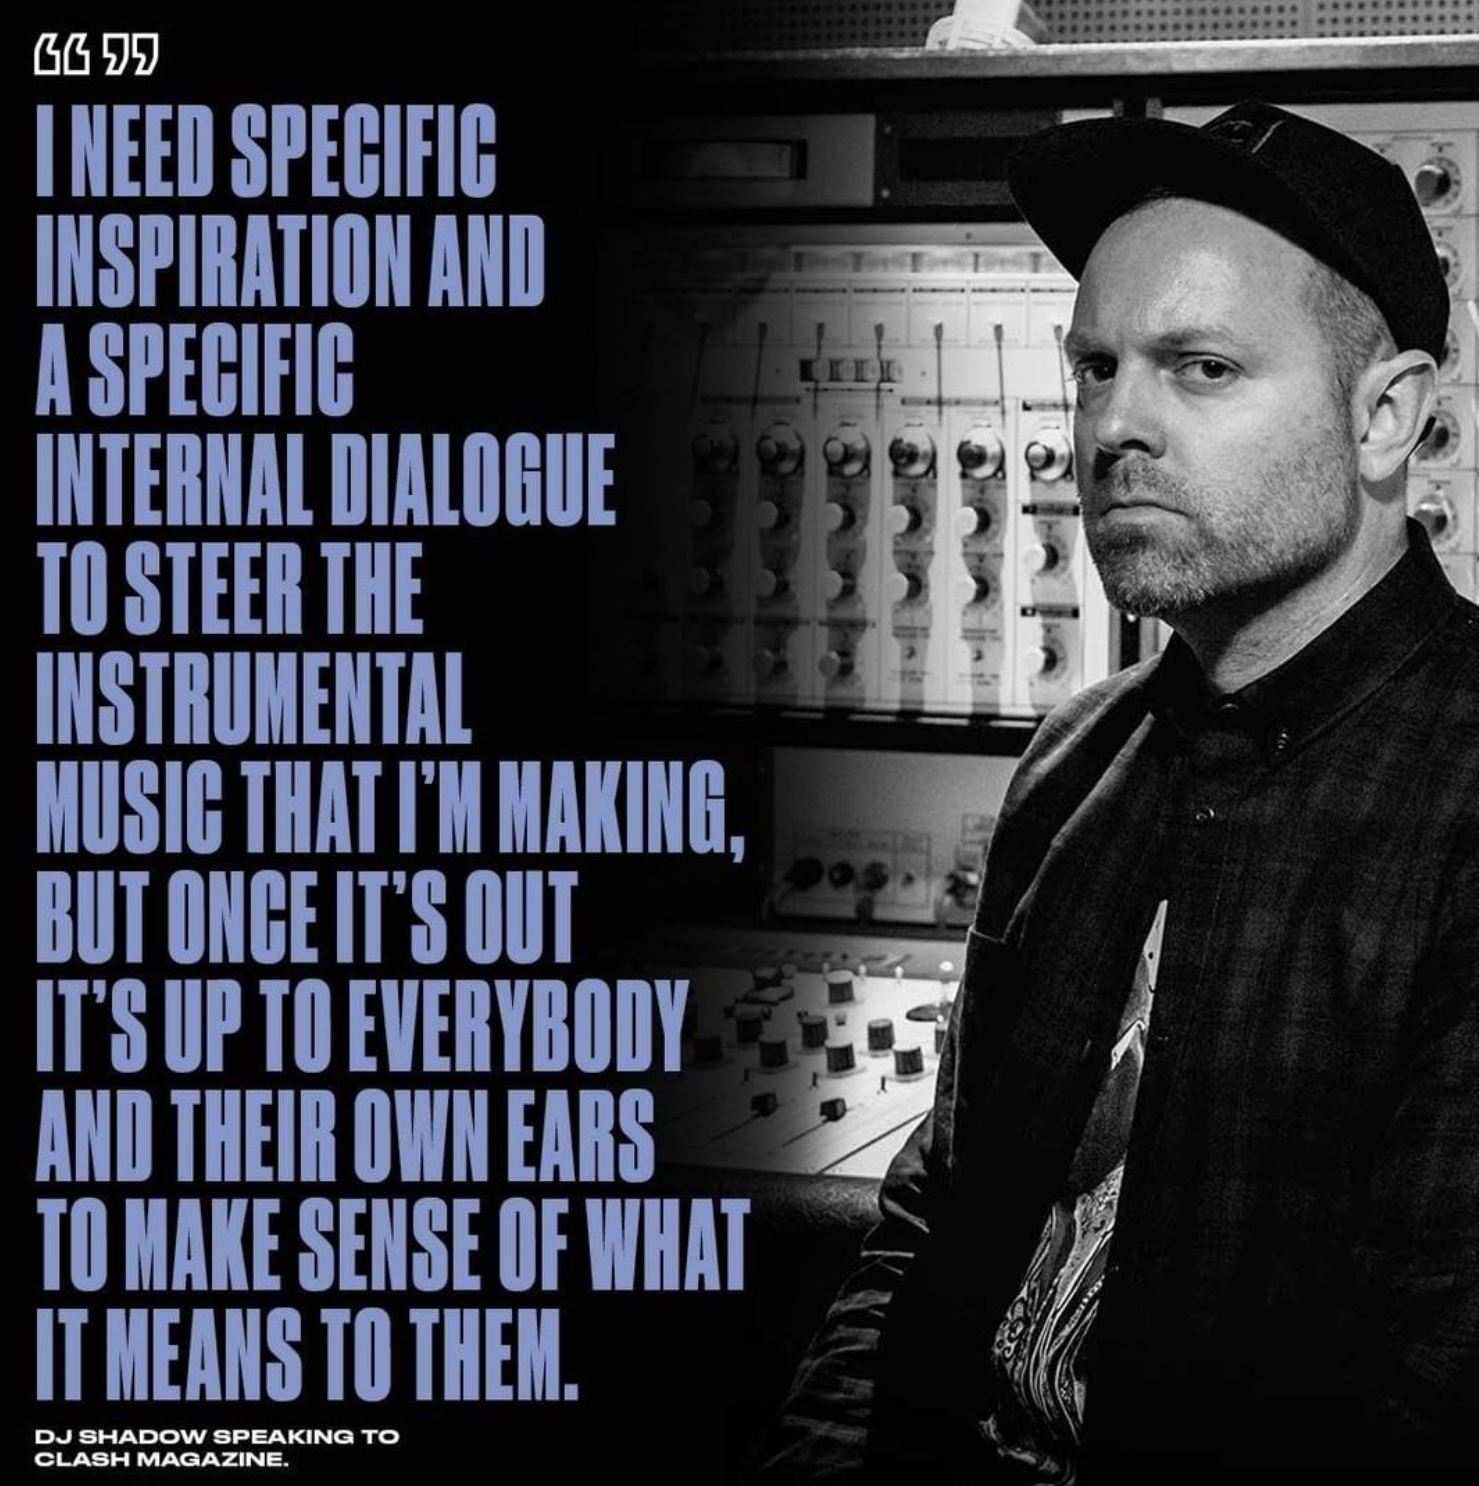 I NEED SPECIFIC
INSPIRATION AND
A SPECIFIC
INTERNAL DIALOGUE
TO STEER THE
INSTRUMENTAL
MUSIC THAT I’M MAKING,
BUT ONCE IT’S OUT
IT’S UP TO EVERYBODY
AND THEIR OWN EARS
TO MAKE SENSE OF WHAT
IT MEANS TO THEM.
DJ SHADOW SPEAKING TO
CLASH MAGAZINE.